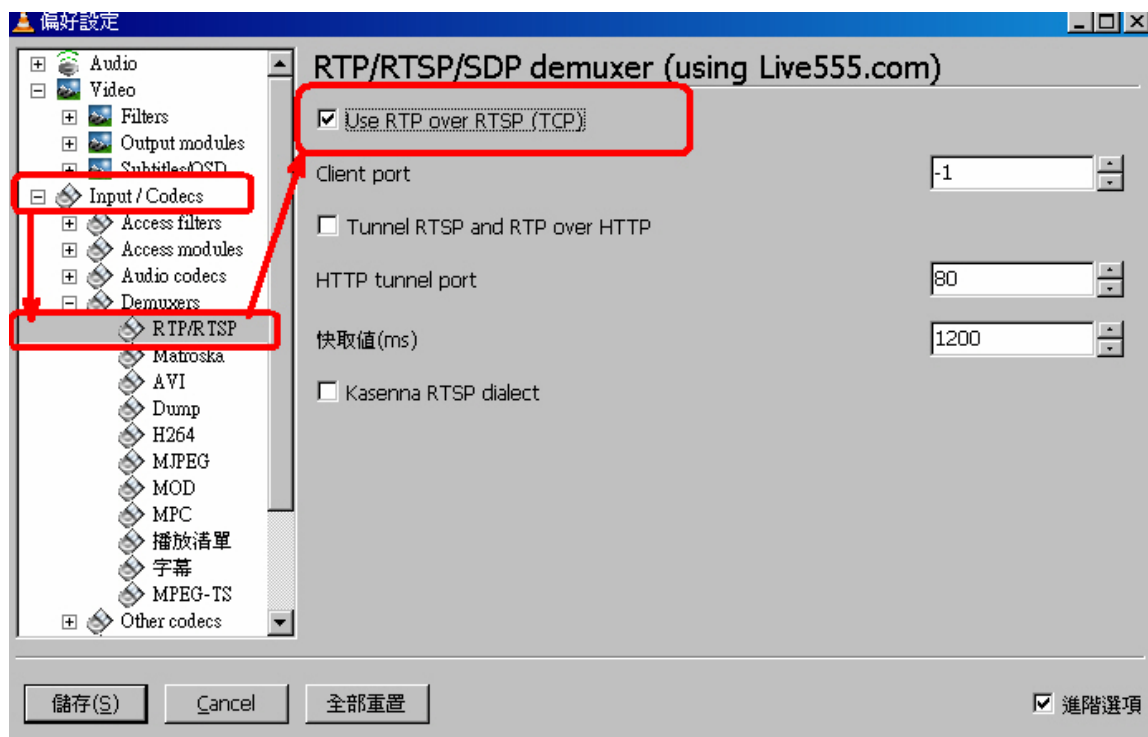 偏好設定
Audio
Video
Filters
Output modules
Subtitles/OSD
Input / Codecs
Access filters
Access modules
Audio codecs
Demuxers
RTP/RTSP
Matroska
AVI
Dump
H264
MJPEG
MOD
MPC
播放清單
字幕
MPEG-TS
Other codecs
RTP/RTSP/SDP demuxer (using Live555.com)
Use RTP over RTSP (TCP)
Client port -1
Tunnel RTSP and RTP over HTTP
HTTP tunnel port 80
快取值(ms) 1200
Kasenna RTSP dialect
儲存(S) Cancel 全部重置 進階選項